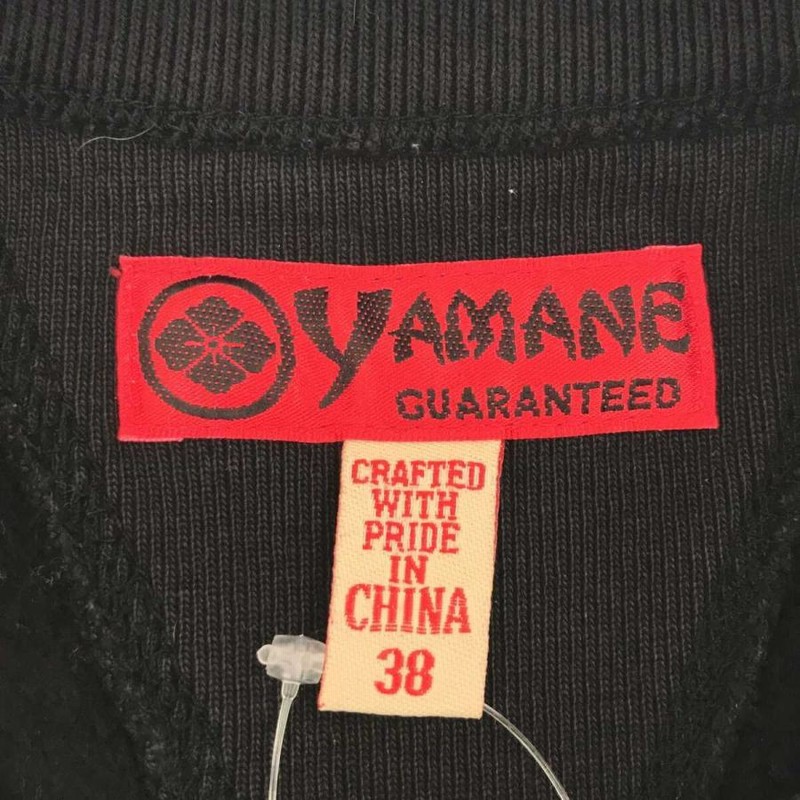 YAMANE
GUARANTEED
CRAFTED
WITH
PRIDE
IN
CHINA
38